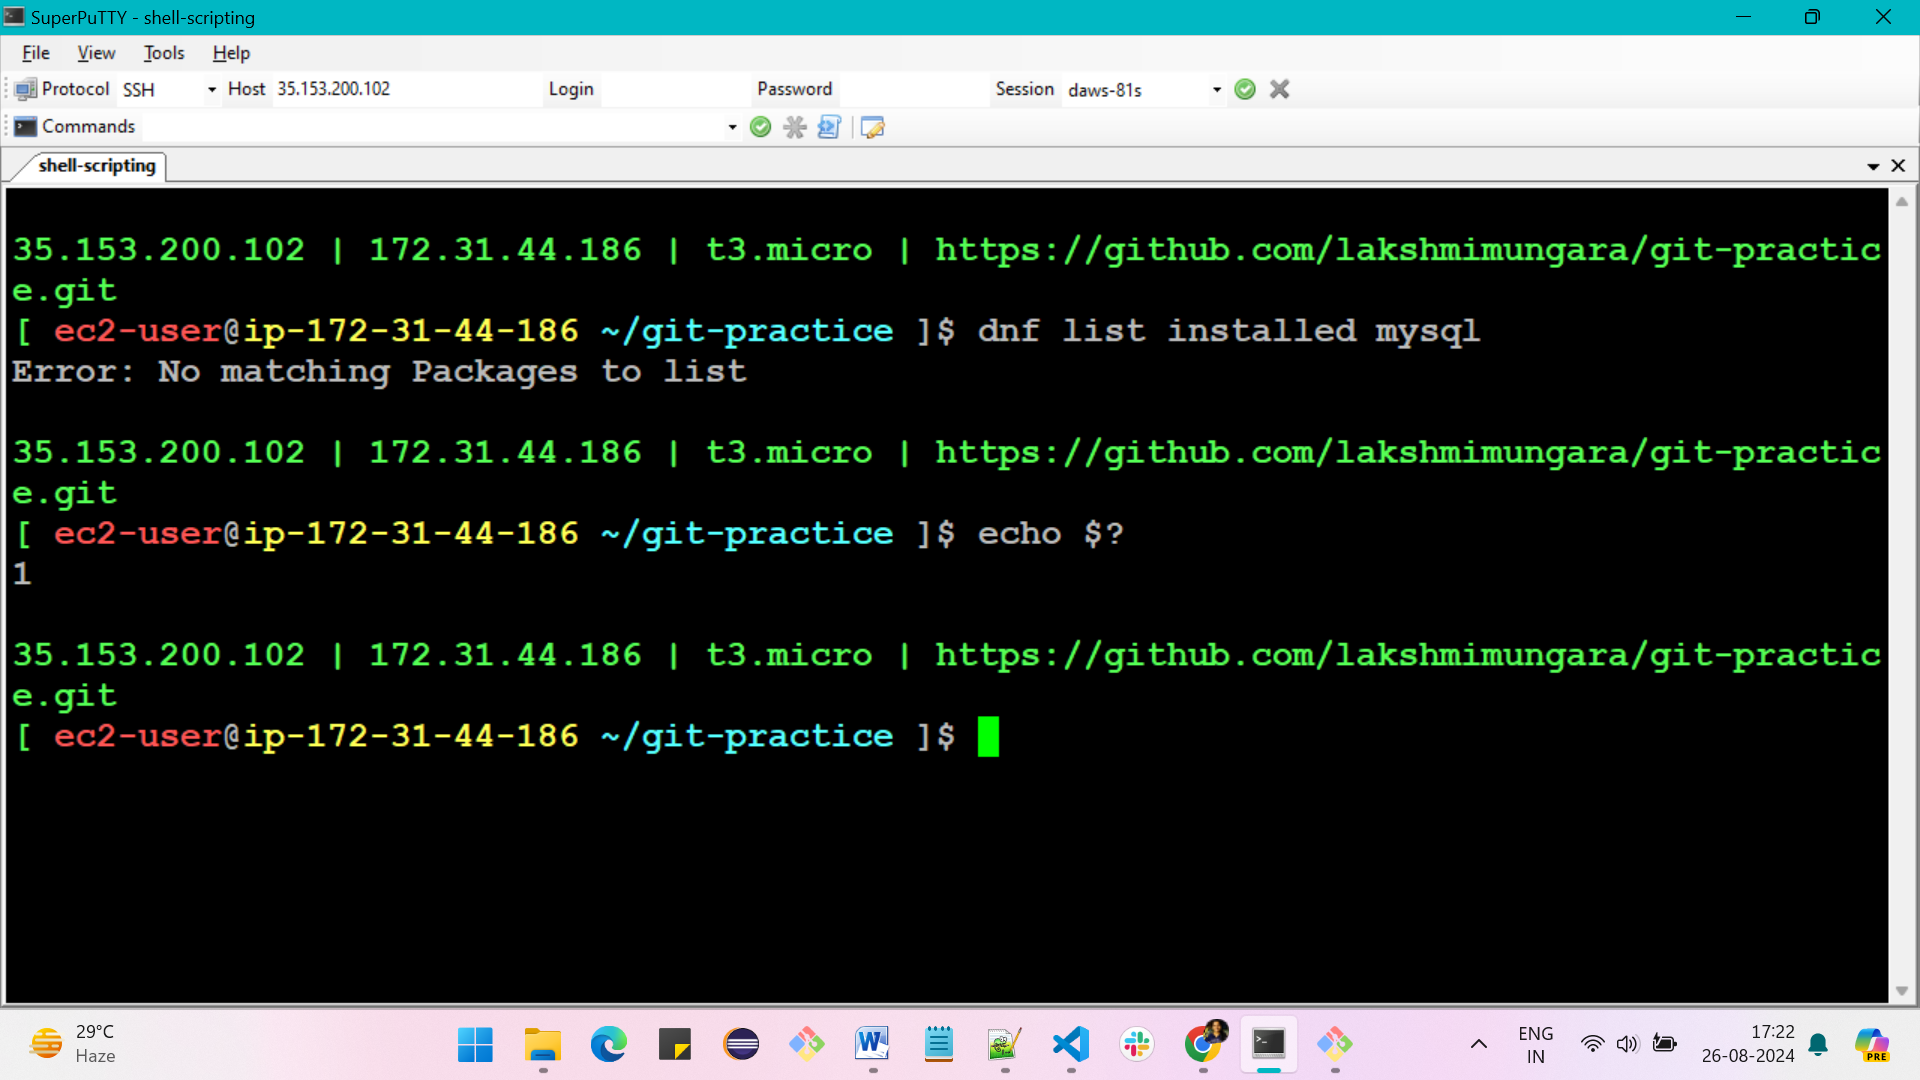 SuperPuTTY - shell-scripting
File View Tools Help
Protocol SSH Host 35.153.200.102 Login Password Session daws-81s
Commands
shell-scripting
35.153.200.102 | 172.31.44.186 | t3.micro | https://github.com/lakshmimungara/git-practic
e.git
[ ec2-user@ip-172-31-44-186 ~/git-practice ]$ dnf list installed mysql
Error: No matching Packages to list
35.153.200.102 | 172.31.44.186 | t3.micro | https://github.com/lakshmimungara/git-practic
e.git
[ ec2-user@ip-172-31-44-186 ~/git-practice ]$ echo $?
1
35.153.200.102 | 172.31.44.186 | t3.micro | https://github.com/lakshmimungara/git-practic
e.git
[ ec2-user@ip-172-31-44-186 ~/git-practice ]$
29°C
Haze
ENG
IN
17:22
26-08-2024
PRE